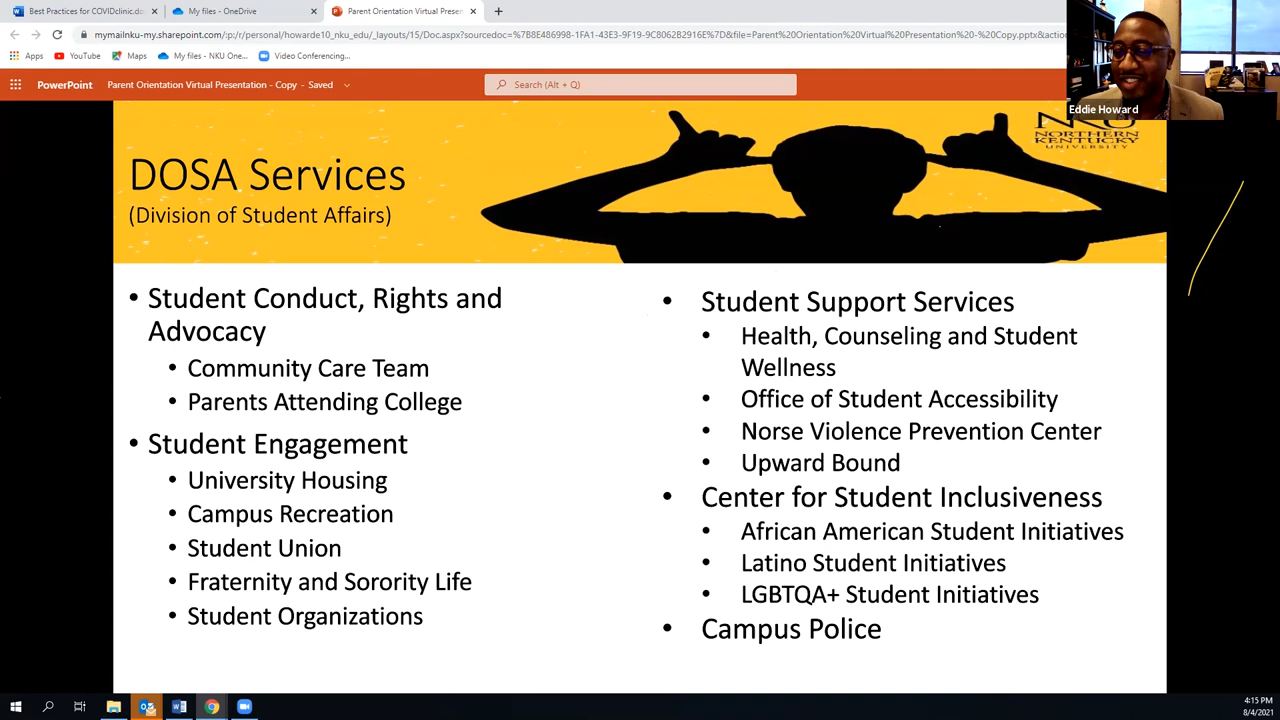 Best Practices for COVIDclinic.do
My files - OneDrive
Parent Orientation Virtual Presen
mymailnku-my.sharepoint.com/:p:/r/personal/howarde10_nku_edu/_layouts/15/Doc.aspx?sourcedoc=%7B8E486998-1FA1-43E3-9F19-9C8062B2916E%7D&file=Parent%20Orientation%20Virtual%20Presentation%20-%20Copy.pptx&action
Apps
YouTube
Maps
My files - NKU One...
Video Conferencing...
PowerPoint
Parent Orientation Virtual Presentation - Copy - Saved
Search (Alt + Q)
Eddie Howard
NKU
NORTHERN
KENTUCKY
UNIVERSITY
DOSA Services
(Division of Student Affairs)
• Student Conduct, Rights and
Advocacy
• Community Care Team
• Parents Attending College
• Student Engagement
• University Housing
• Campus Recreation
• Student Union
• Fraternity and Sorority Life
• Student Organizations
• Student Support Services
• Health, Counseling and Student
Wellness
• Office of Student Accessibility
• Norse Violence Prevention Center
• Upward Bound
• Center for Student Inclusiveness
• African American Student Initiatives
• Latino Student Initiatives
• LGBTQA+ Student Initiatives
• Campus Police
4:15 PM
8/4/2021